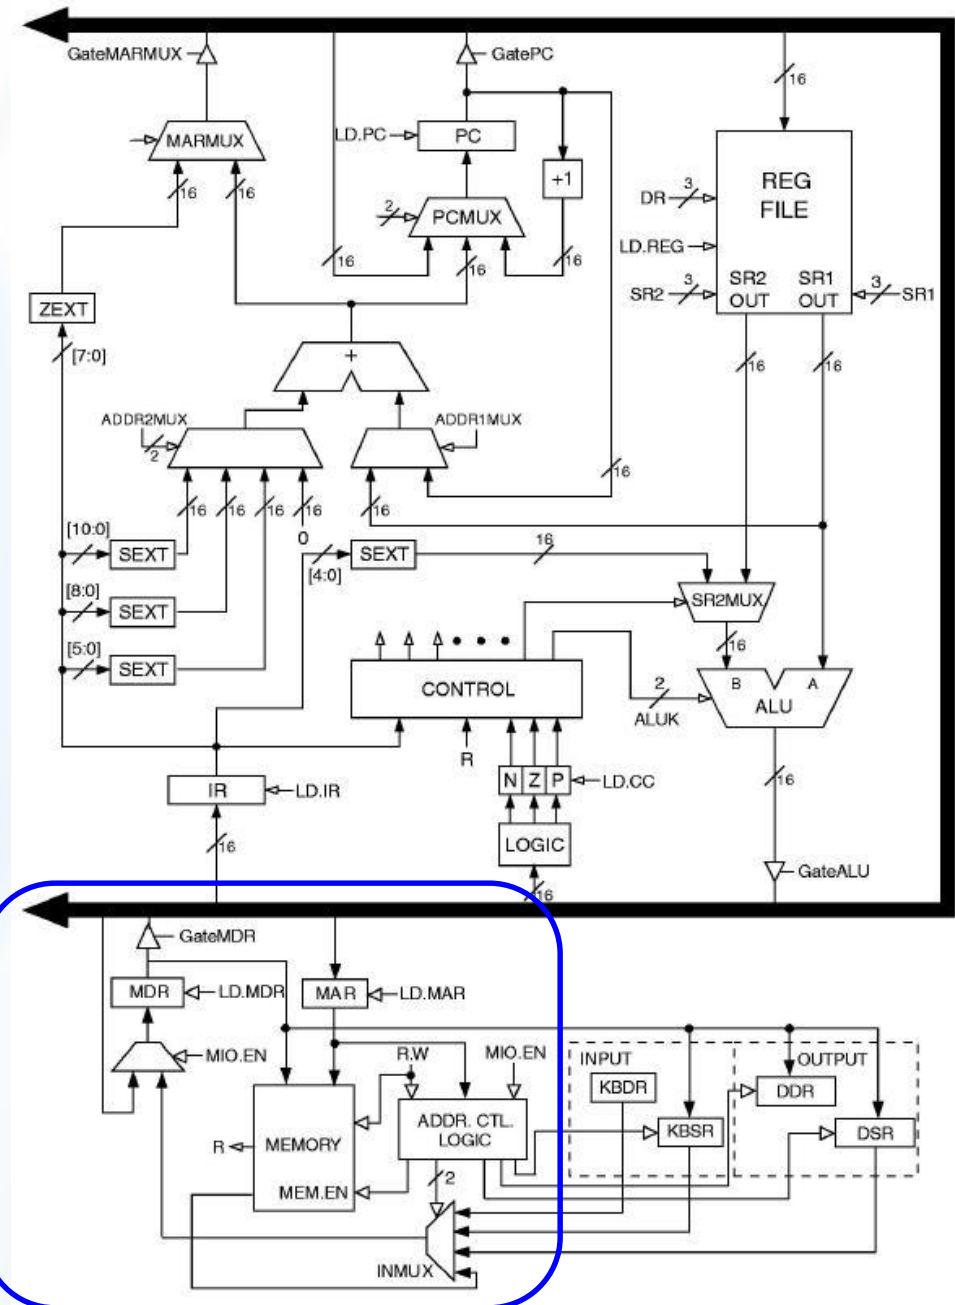 GateMARMUX
GatePC
16
MARMUX
LD.PC
PC
+1
REG
FILE
DR
3
16
16
2
PCMUX
LD.REG
16
16
16
SR2
3
SR2
OUT
SR1
OUT
3
SR1
ZEXT
[7:0]
+
16
16
ADDR2MUX
2
ADDR1MUX
16
16
16
16
16
16
0
[10:0]
SEXT
[4:0]
SEXT
16
[8:0]
SEXT
SR2MUX
16
[5:0]
SEXT
CONTROL
2
ALUK
B
A
ALU
R
IR
LD.IR
N
Z
P
LD.CC
16
16
LOGIC
GateALU
16
GateMDR
MDR
LD.MDR
MAR
LD.MAR
MIO.EN
R.W
MIO.EN
INPUT
OUTPUT
KBDR
DDR
R
MEMORY
ADDR. CTL.
LOGIC
KBSR
DSR
MEM.EN
2
INMUX